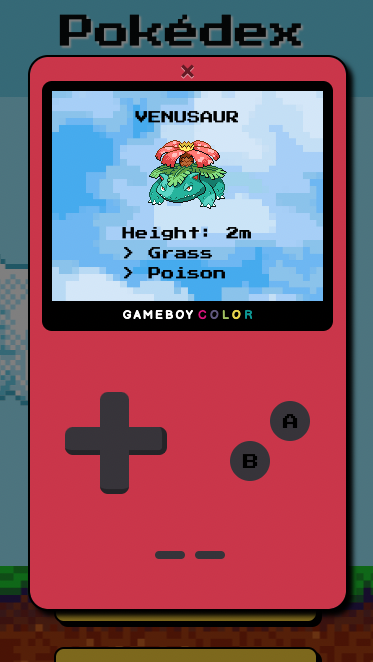 Pokédex
×
VENUSAUR
Height: 2m
> Grass
> Poison
GAMEBOY COLOR
A
B